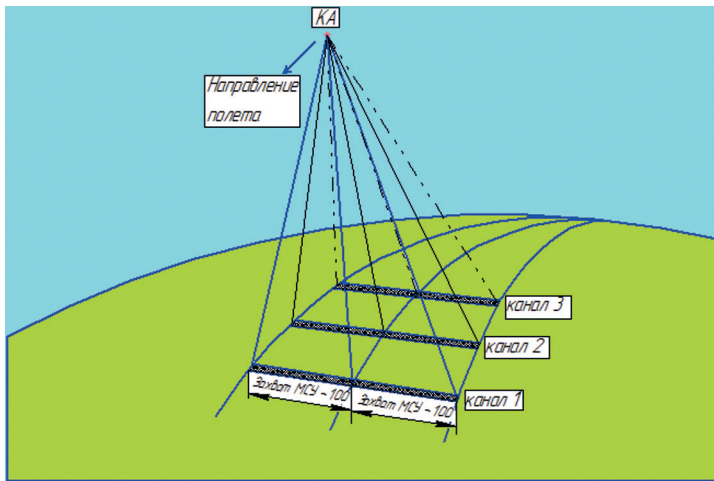 КА
Направление
полета
канал 3
канал 2
канал 1
Захват МСУ-100
Захват МСУ-100